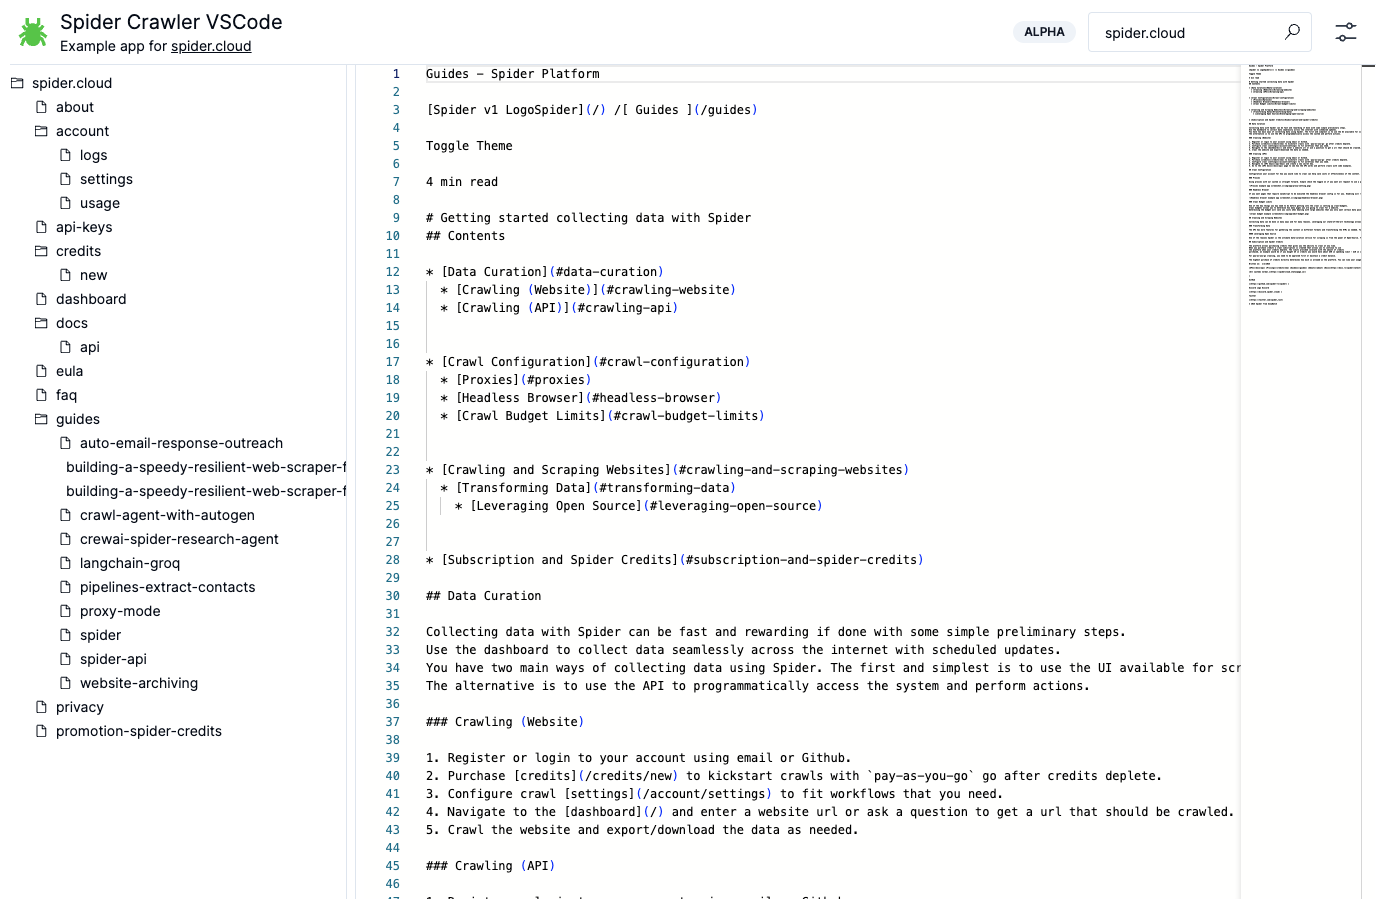 Spider Crawler VSCode
Example app for spider.cloud
ALPHA
spider.cloud
spider.cloud
about
account
logs
settings
usage
api-keys
credits
new
dashboard
docs
api
eula
faq
guides
auto-email-response-outreach
building-a-speedy-resilient-web-scraper-f
building-a-speedy-resilient-web-scraper-f
crawl-agent-with-autogen
crewai-spider-research-agent
langchain-groq
pipelines-extract-contacts
proxy-mode
spider
spider-api
website-archiving
privacy
promotion-spider-credits
1 Guides - Spider Platform
2
3 [Spider v1 LogoSpider](/) /[ Guides ](/guides)
4
5 Toggle Theme
6
7 4 min read
8
9 # Getting started collecting data with Spider
10 ## Contents
11
12 * [Data Curation](#data-curation)
13 * [Crawling (Website)](#crawling-website)
14 * [Crawling (API)](#crawling-api)
15
16
17 * [Crawl Configuration](#crawl-configuration)
18 * [Proxies](#proxies)
19 * [Headless Browser](#headless-browser)
20 * [Crawl Budget Limits](#crawl-budget-limits)
21
22
23 * [Crawling and Scraping Websites](#crawling-and-scraping-websites)
24 * [Transforming Data](#transforming-data)
25 * [Leveraging Open Source](#leveraging-open-source)
26
27
28 * [Subscription and Spider Credits](#subscription-and-spider-credits)
29
30 ## Data Curation
31
32 Collecting data with Spider can be fast and rewarding if done with some simple preliminary steps.
33 Use the dashboard to collect data seamlessly across the internet with scheduled updates.
34 You have two main ways of collecting data using Spider. The first and simplest is to use the UI available for scr
35 The alternative is to use the API to programmatically access the system and perform actions.
36
37 ### Crawling (Website)
38
39 1. Register or login to your account using email or Github.
40 2. Purchase [credits](/credits/new) to kickstart crawls with `pay-as-you-go` go after credits deplete.
41 3. Configure crawl [settings](/account/settings) to fit workflows that you need.
42 4. Navigate to the [dashboard](/) and enter a website url or ask a question to get a url that should be crawled.
43 5. Crawl the website and export/download the data as needed.
44
45 ### Crawling (API)
46